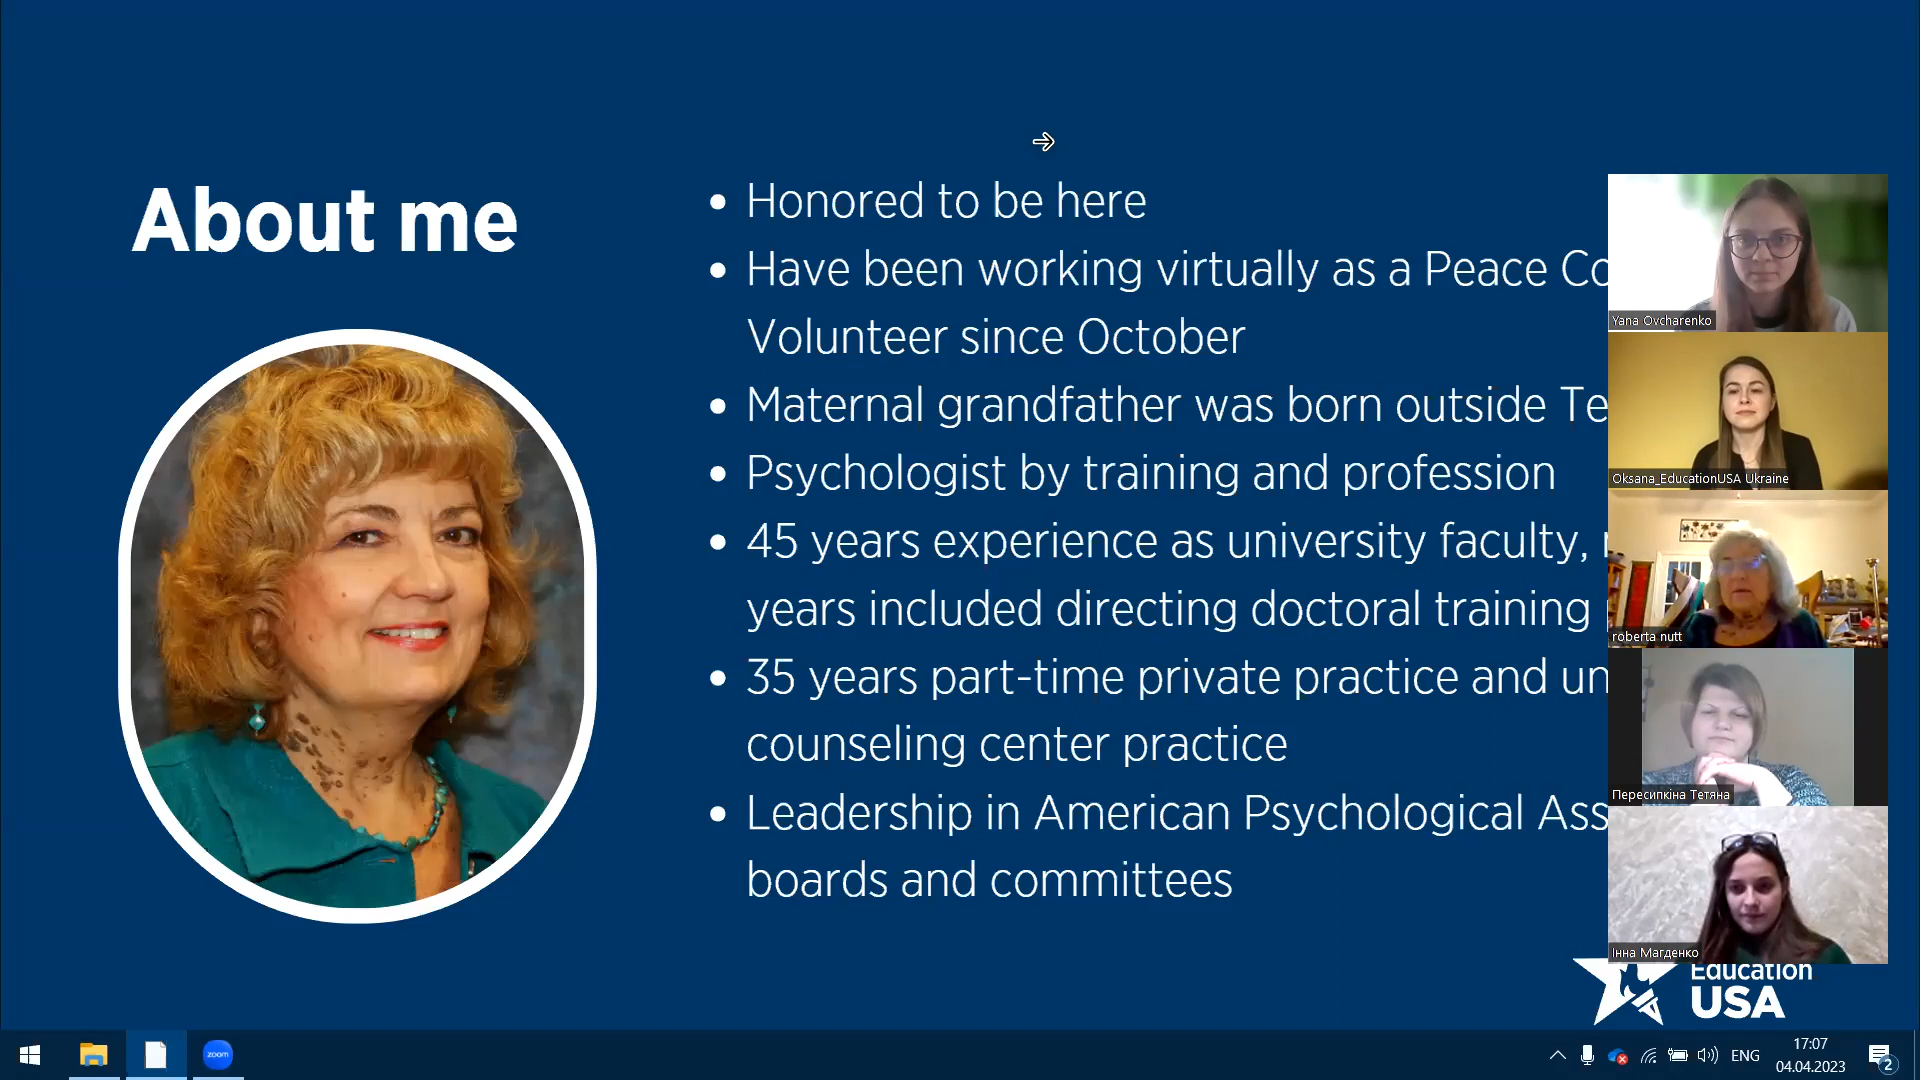 About me
Honored to be here
Have been working virtually as a Peace Co
Volunteer since October
Maternal grandfather was born outside Te
Psychologist by training and profession
45 years experience as university faculty,
years included directing doctoral training
35 years part-time private practice and un
counseling center practice
Leadership in American Psychological Ass
boards and committees
Yana Ovcharenko
Oksana_EducationUSA Ukraine
roberta nutt
Пересипкіна Тетяна
Інна Магденко
Education
USA
zoom
ENG
17:07
04.04.2023
2